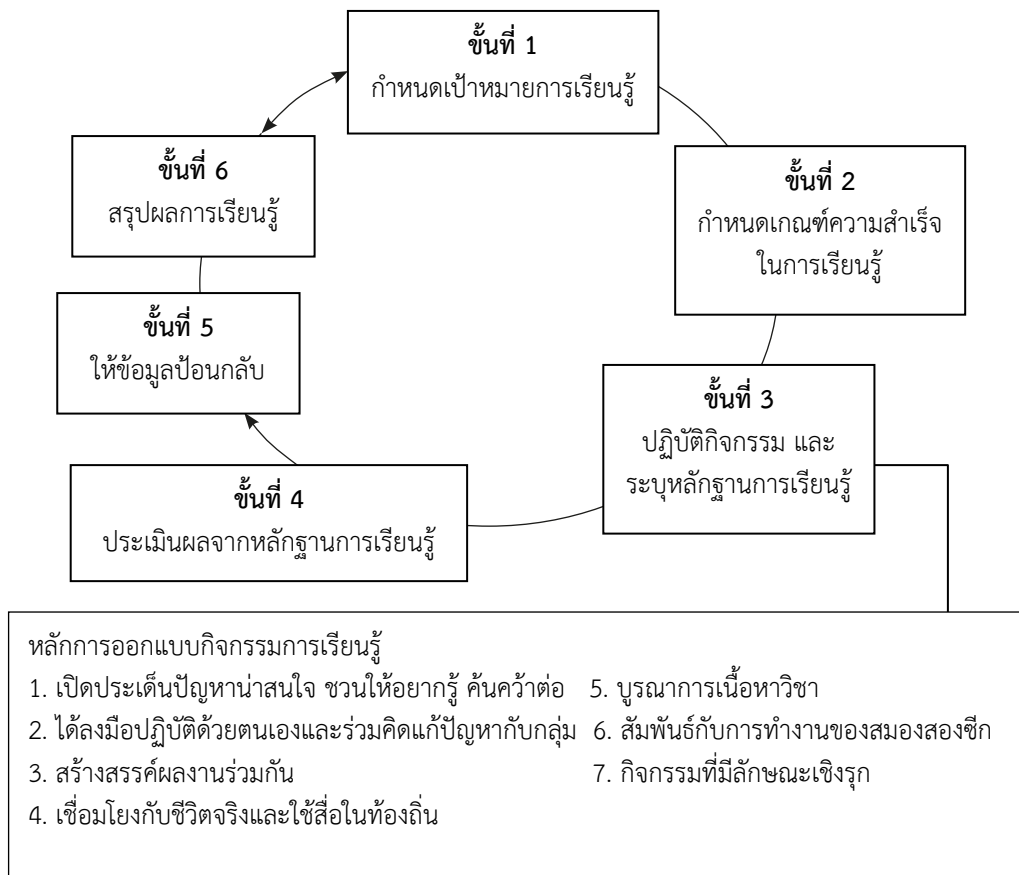 ขั้นที่ 1
กำหนดเป้าหมายการเรียนรู้
ขั้นที่ 2
กำหนดเกณฑ์ความสำเร็จ
ในการเรียนรู้
ขั้นที่ 3
ปฏิบัติกิจกรรม และ
ระบุหลักฐานการเรียนรู้
ขั้นที่ 4
ประเมินผลจากหลักฐานการเรียนรู้
ขั้นที่ 5
ให้ข้อมูลป้อนกลับ
ขั้นที่ 6
สรุปผลการเรียนรู้
หลักการออกแบบกิจกรรมการเรียนรู้
1. เปิดประเด็นปัญหาน่าสนใจ ชวนให้อยากรู้ ค้นคว้าต่อ
2. ได้ลงมือปฏิบัติด้วยตนเองและร่วมคิดแก้ปัญหากับกลุ่ม
3. สร้างสรรค์ผลงานร่วมกัน
4. เชื่อมโยงกับชีวิตจริงและใช้สื่อในท้องถิ่น
5. บูรณาการเนื้อหาวิชา
6. สัมพันธ์กับการทำงานของสมองสองซีก
7. กิจกรรมที่มีลักษณะเชิงรุก